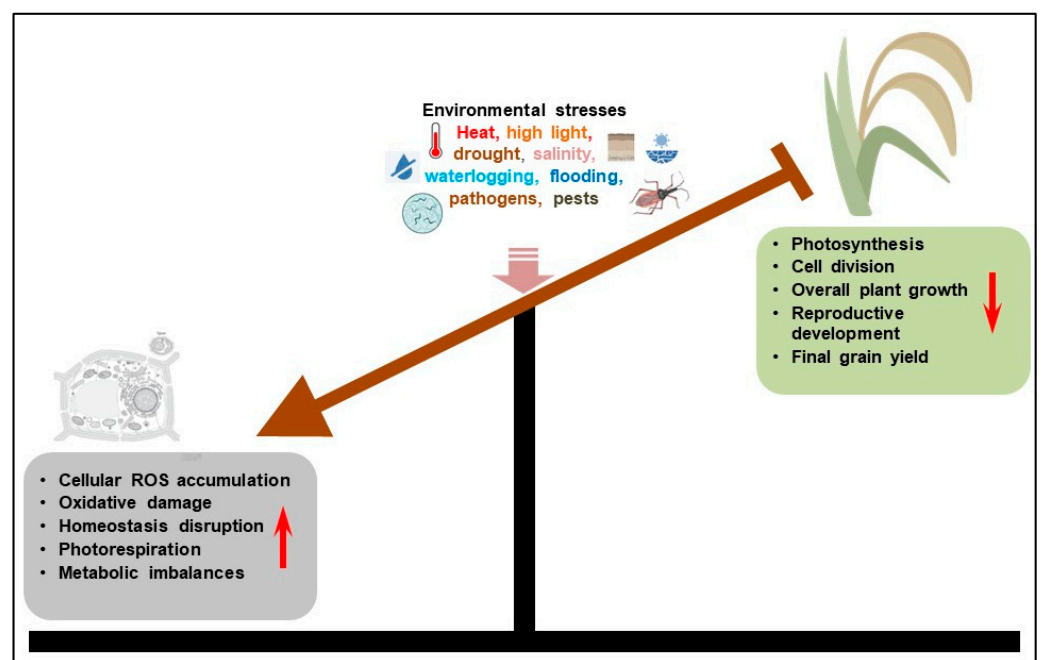 Environmental stresses
Heat, high light,
drought, salinity,
waterlogging, flooding,
pathogens, pests
• Photosynthesis
• Cell division
• Overall plant growth
• Reproductive
development
• Final grain yield
• Cellular ROS accumulation
• Oxidative damage
• Homeostasis disruption
• Photorespiration
• Metabolic imbalances